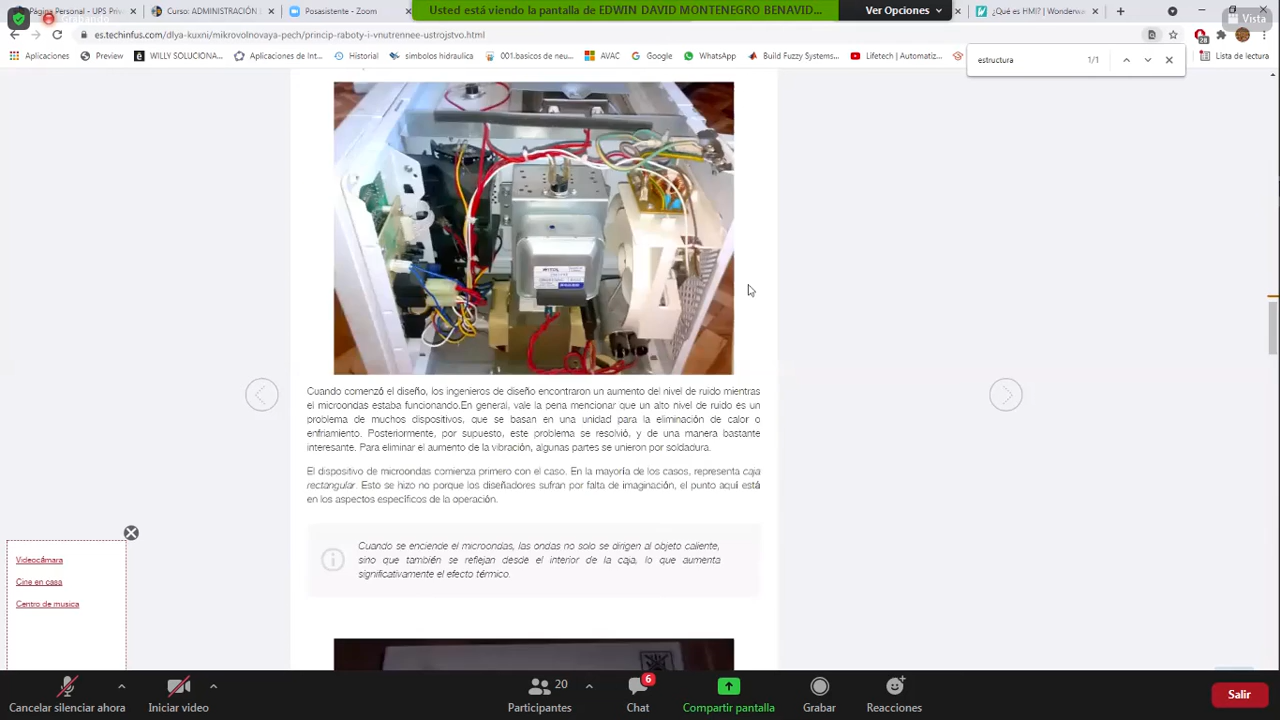 Página Personal - UPS Priv
Curso: ADMINISTRACIÓN
Posasistente - Zoom
Usted está viendo la pantalla de EDWIN DAVID MONTENEGRO BENAVID...
Ver Opciones
¿Qué es HMI? | Wonderwa
Grabando
Vista
es.techinfus.com/dlya-kuxni/mikrovolnovaya-pech/princip-raboty-i-vnutrennee-ustrojstvo.html
Aplicaciones
Preview
WILLY SOLUCIONA...
Aplicaciones de Int...
Historial
simbolos hidraulica
001.basicos de neu...
AVAC
Google
WhatsApp
Build Fuzzy Systems...
Lifetech | Automatiz...
Lista de lectura
estructura
1/1
Cuando comenzó el diseño, los ingenieros de diseño encontraron un aumento del nivel de ruido mientras
el microondas estaba funcionando.En general, vale la pena mencionar que un alto nivel de ruido es un
problema de muchos dispositivos, que se basan en una unidad para la eliminación de calor o
enfriamiento. Posteriormente, por supuesto, este problema se resolvió, y de una manera bastante
interesante. Para eliminar el aumento de la vibración, algunas partes se unieron por soldadura.
El dispositivo de microondas comienza primero con el caso. En la mayoría de los casos, representa caja
rectangular. Esto se hizo no porque los diseñadores sufran por falta de imaginación, el punto aquí está
en los aspectos específicos de la operación.
Cuando se enciende el microondas, las ondas no solo se dirigen al objeto caliente,
sino que también se reflejan desde el interior de la caja, lo que aumenta
significativamente el efecto térmico.
Videocámara
Cine en casa
Centro de musica
20
6
Cancelar silenciar ahora
Iniciar video
Participantes
Chat
Compartir pantalla
Grabar
Reacciones
Salir